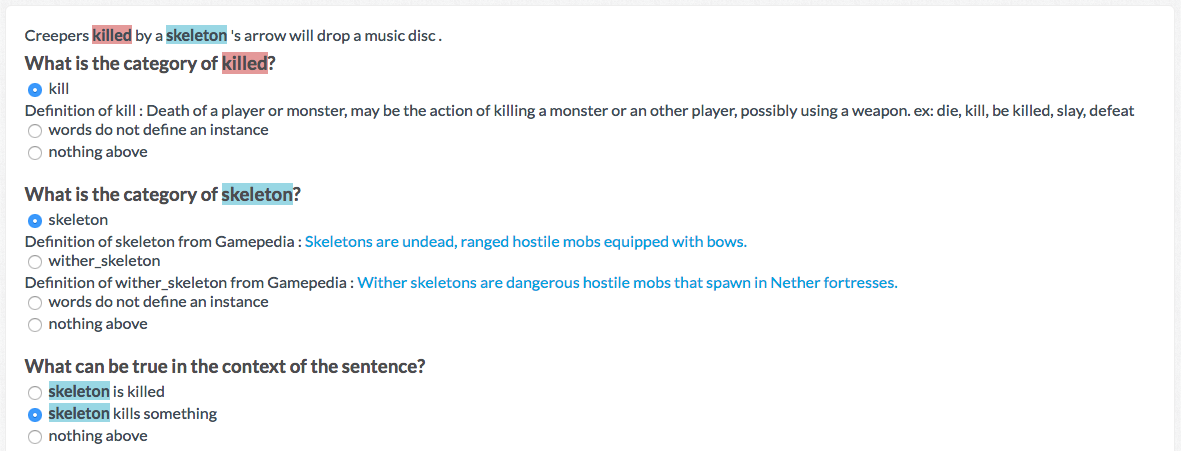 Creepers killed by a skeleton 's arrow will drop a music disc .
What is the category of killed?
kill
Definition of kill : Death of a player or monster, may be the action of killing a monster or an other player, possibly using a weapon. ex: die, kill, be killed, slay, defeat
words do not define an instance
nothing above
What is the category of skeleton?
skeleton
Definition of skeleton from Gamepedia : Skeletons are undead, ranged hostile mobs equipped with bows.
wither_skeleton
Definition of wither_skeleton from Gamepedia : Wither skeletons are dangerous hostile mobs that spawn in Nether fortresses.
words do not define an instance
nothing above
What can be true in the context of the sentence?
skeleton is killed
skeleton kills something
nothing above